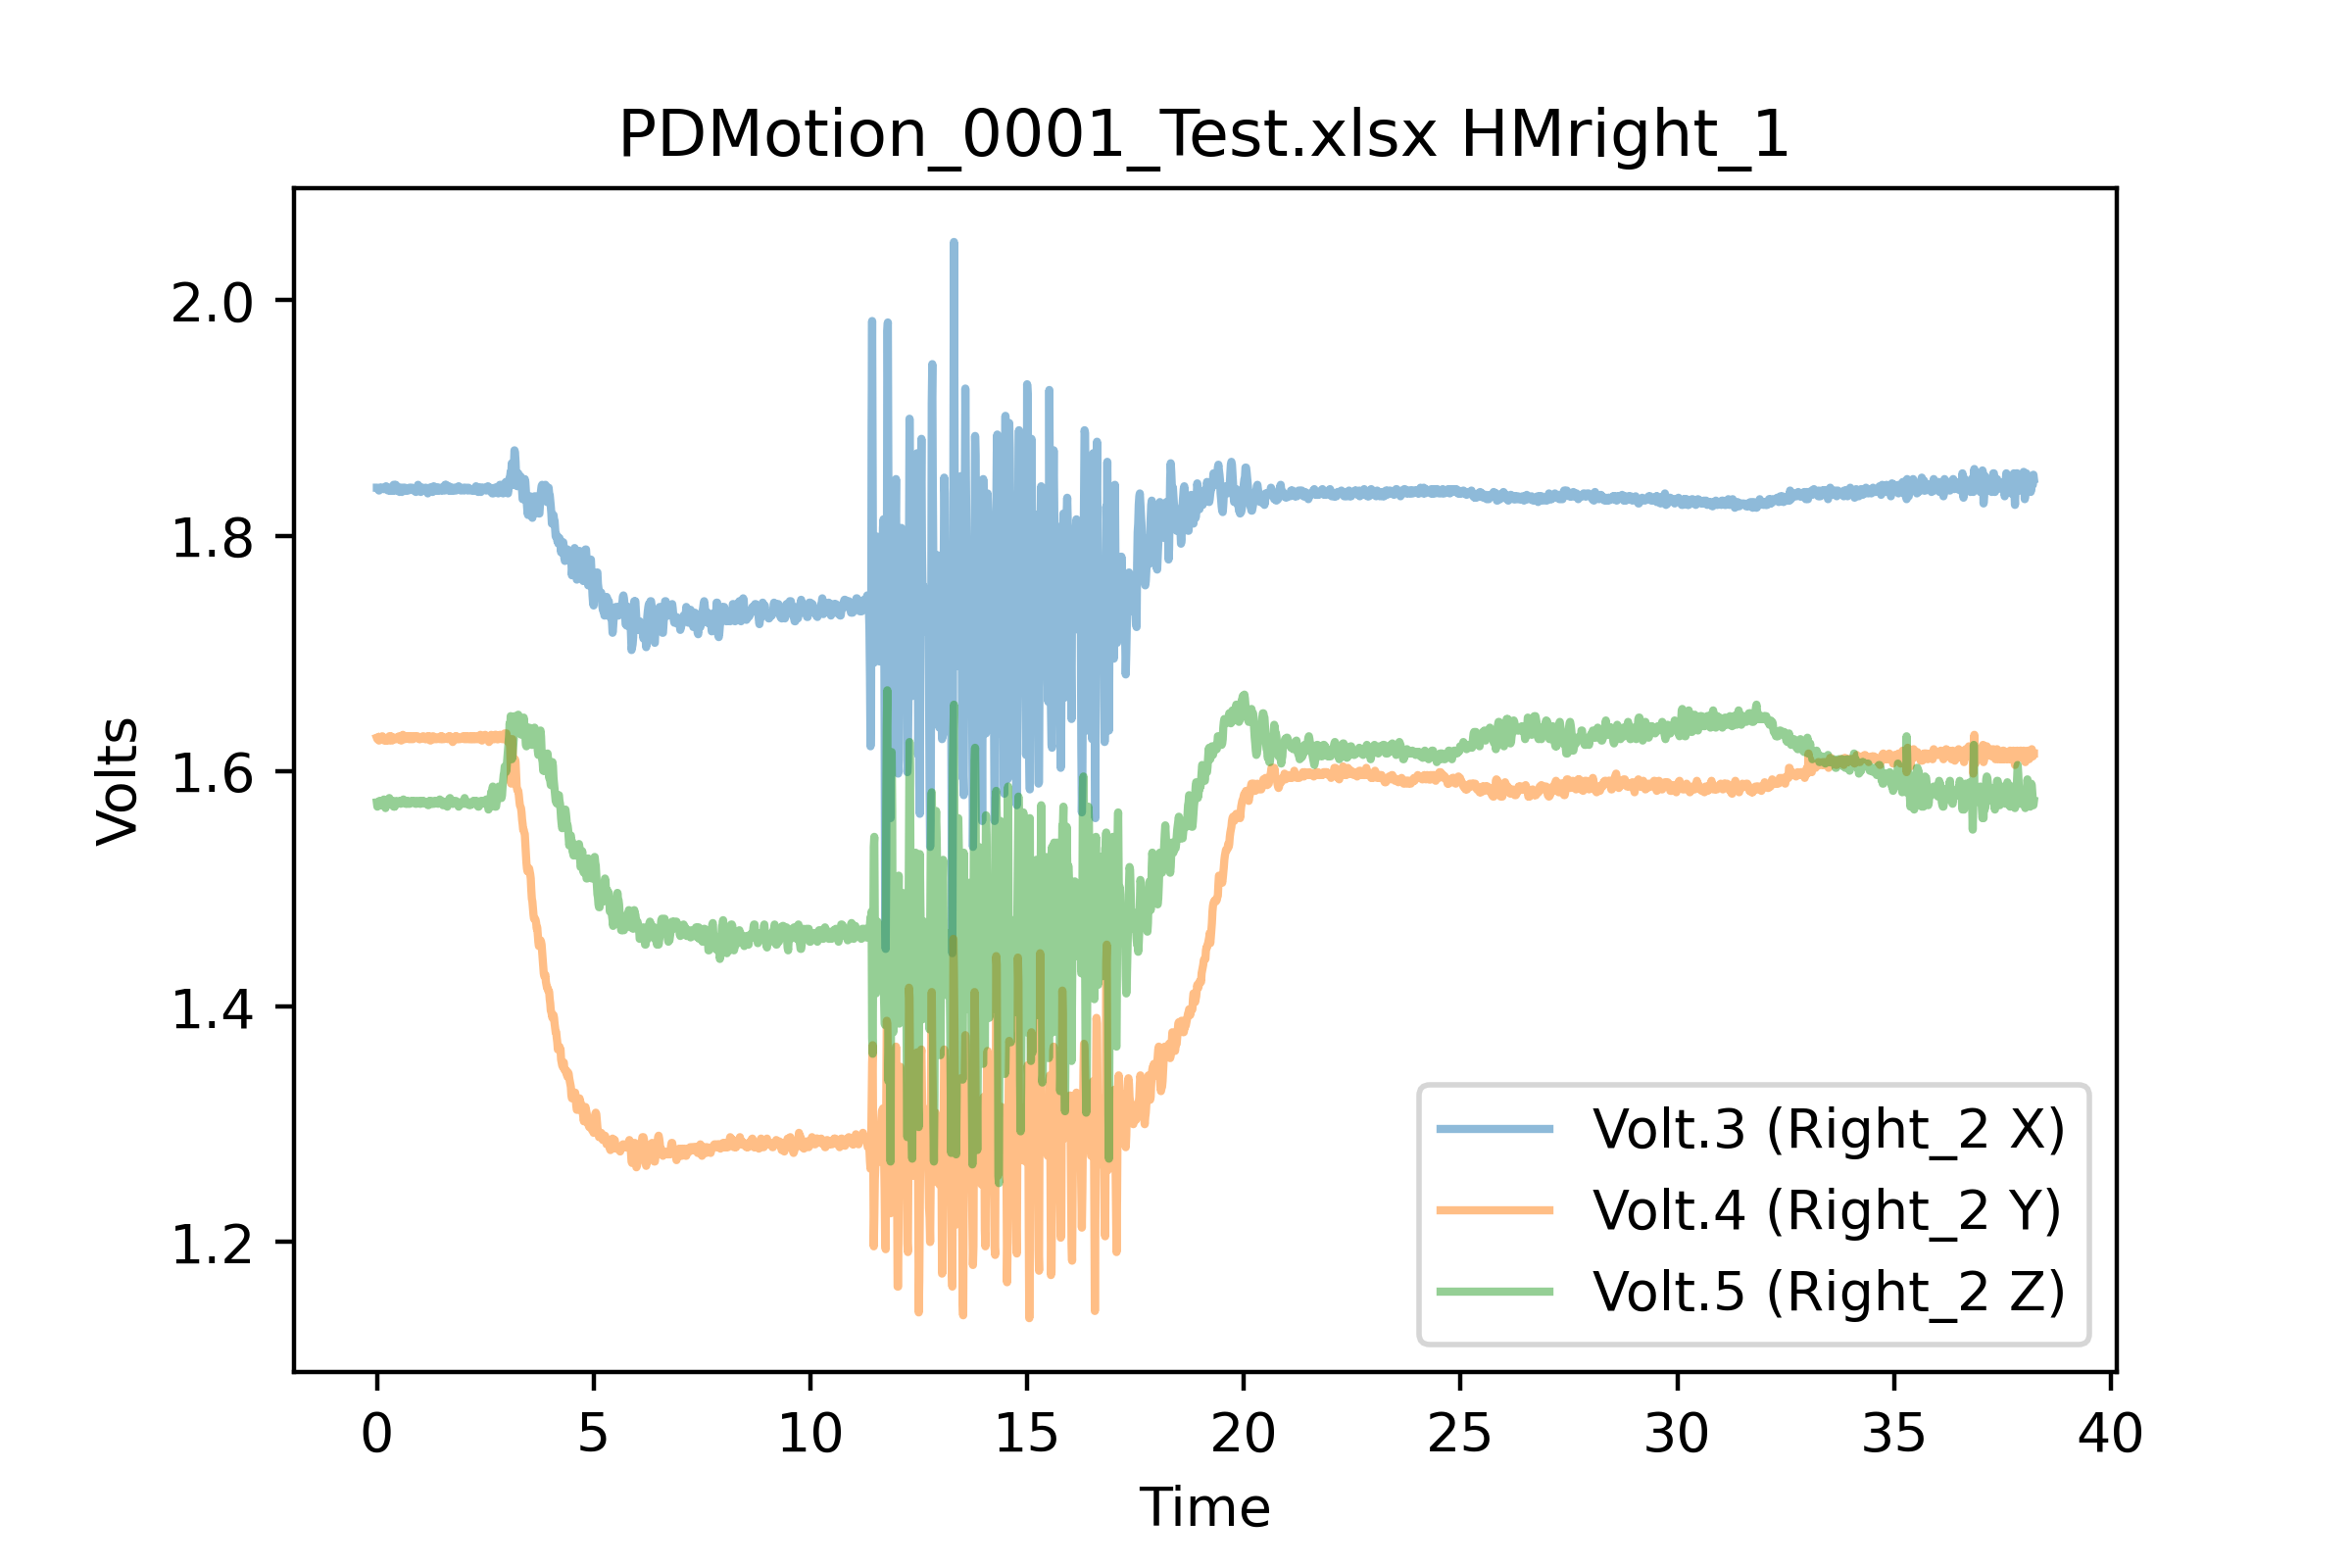 PDMotion_0001_Test.xlsx HMright_1
2.0
1.8
1.6
1.4
1.2
Volts
0 5 10 15 20 25 30 35 40
Time
Volt.3 (Right_2 X)
Volt.4 (Right_2 Y)
Volt.5 (Right_2 Z)